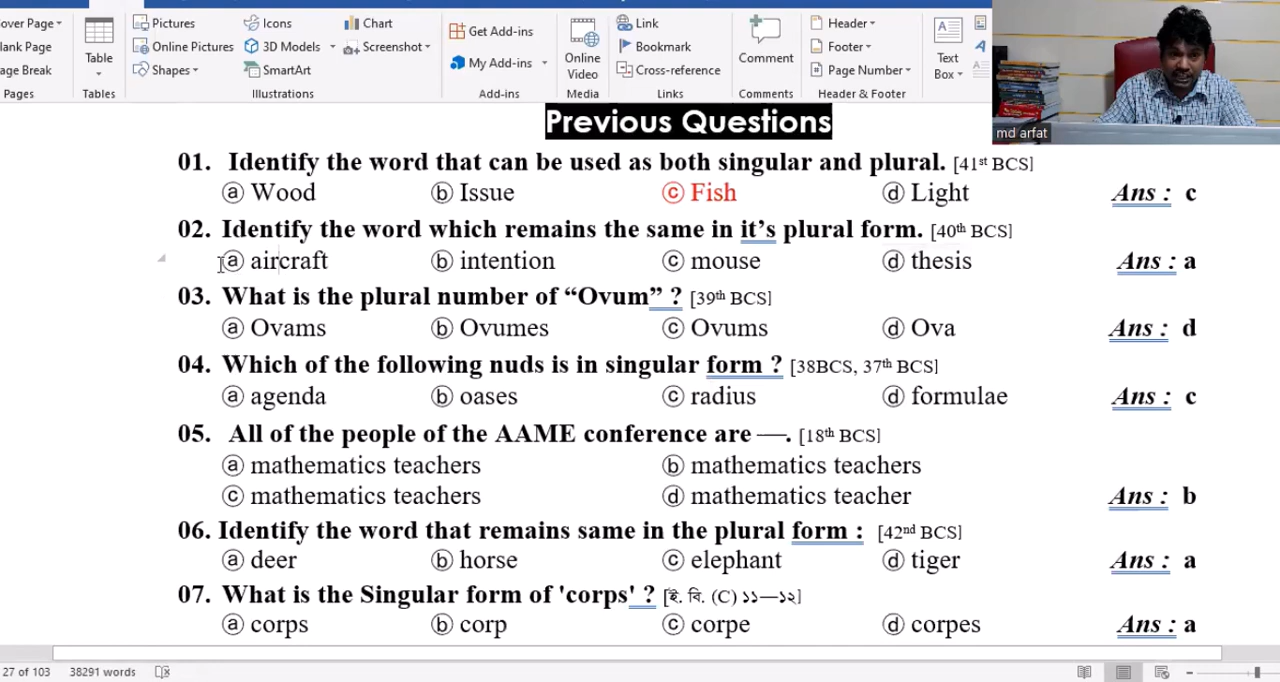 over Page
Pictures
Icons
Chart
Get Add-ins
Link
Header
lank Page
Table
Online Pictures
3D Models
Screenshot
Online
Video
Bookmark
Comment
Footer
Text
Box
age Break
Shapes
SmartArt
My Add-ins
Cross-reference
Page Number
Pages
Tables
Illustrations
Add-ins
Media
Links
Comments
Header & Footer
md arfat
Previous Questions
01. Identify the word that can be used as both singular and plural. [41st BCS]
ⓐ Wood ⓑ Issue ⓒ Fish ⓓ Light Ans : c
02. Identify the word which remains the same in it’s plural form. [40th BCS]
ⓐ aircraft ⓑ intention ⓒ mouse ⓓ thesis Ans : a
03. What is the plural number of “Ovum” ? [39th BCS]
ⓐ Ovams ⓑ Ovumes ⓒ Ovums ⓓ Ova Ans : d
04. Which of the following nuds is in singular form ? [38BCS, 37th BCS]
ⓐ agenda ⓑ oases ⓒ radius ⓓ formulae Ans : c
05. All of the people of the AAME conference are —. [18th BCS]
ⓐ mathematics teachers ⓑ mathematics teachers
ⓒ mathematics teachers ⓓ mathematics teacher Ans : b
06. Identify the word that remains same in the plural form : [42nd BCS]
ⓐ deer ⓑ horse ⓒ elephant ⓓ tiger Ans : a
07. What is the Singular form of 'corps' ? [ই. বি. (C) ১১—১২]
ⓐ corps ⓑ corp ⓒ corpe ⓓ corpes Ans : a
27 of 103 38291 words